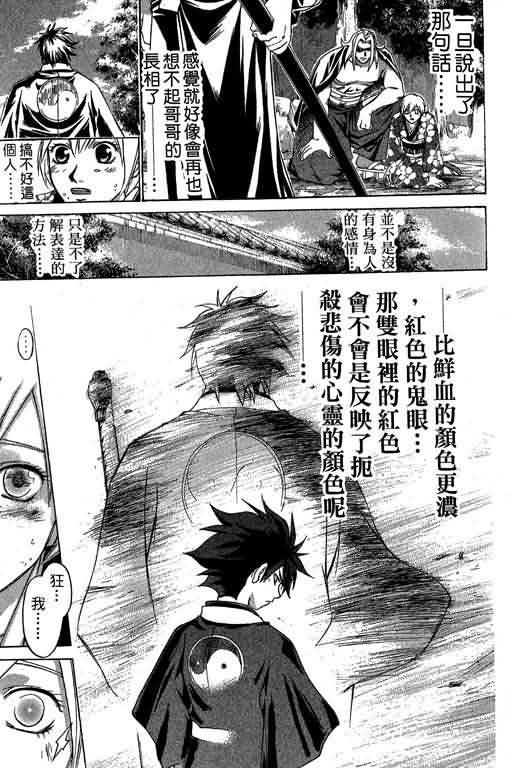 一旦說出了
那句話……
感覺就好像會再也
想不起哥哥的
長相了…
搞不好這
個人……
並不是沒
有身為人
的感情…
只是不了
解表達的
方法……
比鮮血的顏色更濃
，紅色的鬼眼…
那雙眼裡的紅色
會不會是反映了扼
殺悲傷的心靈的顏色呢
…
…
狂…
我…